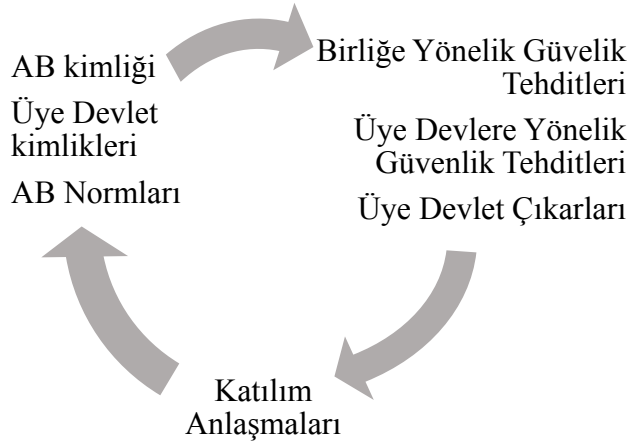 AB kimliği
Üye Devlet
kimlikleri
AB Normları
Birliğe Yönelik Güvelik
Tehditleri
Üye Devlere Yönelik
Güvenlik Tehditleri
Üye Devlet Çıkarları
Katılım
Anlaşmaları